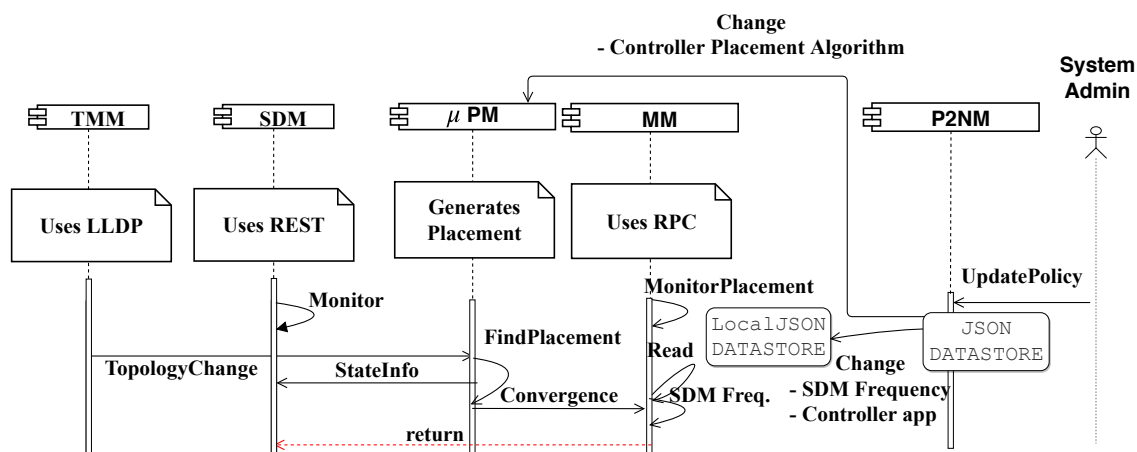 Change
- Controller Placement Algorithm
System
Admin
TMM
SDM
μ PM
MM
P2NM
Uses LLDP
Uses REST
Generates
Placement
Uses RPC
UpdatePolicy
MonitorPlacement
Monitor
LocalJSON
DATASTORE
JSON
DATASTORE
FindPlacement
Read
TopologyChange
StateInfo
Change
- SDM Frequency
- Controller app
Convergence
SDM Freq.
return